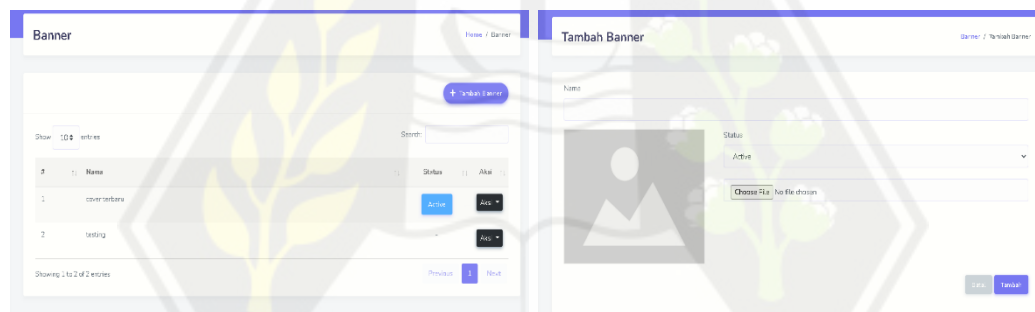 Banner
Home / Banner
+ Tambah Banner
Show 10 entries
Search:
# Nama Status Aksi
1 cover terbaru Active Aksi
2 testing - Aksi
Showing 1 to 2 of 2 entries
Previous 1 Next
Tambah Banner
Banner / Tambah Banner
Name
Status
Active
Choose File No file chosen
Tambah